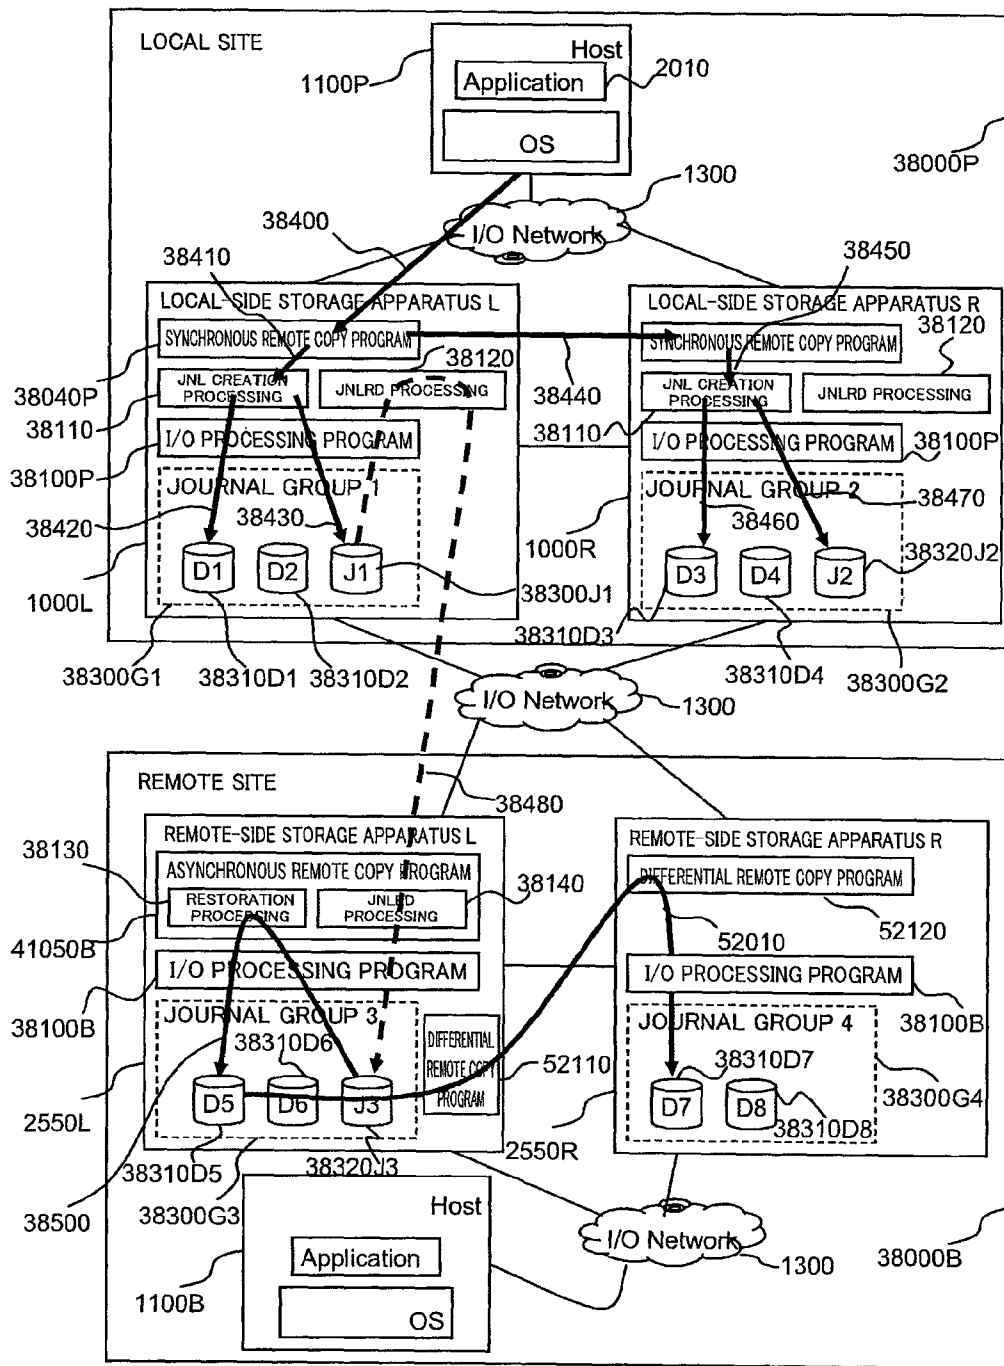 LOCAL SITE
Host
1100P
Application
2010
OS
38000P
1300
38400
I/O Network
38410
38450
LOCAL-SIDE STORAGE APPARATUS L
LOCAL-SIDE STORAGE APPARATUS R
SYNCHRONOUS REMOTE COPY PROGRAM
38120
SYNCHRONOUS REMOTE COPY PROGRAM
38120
38040P
JNL CREATION PROCESSING
JNLRD PROCESSING
38440
JNL CREATION PROCESSING
JNLRD PROCESSING
38110
38110
I/O PROCESSING PROGRAM
I/O PROCESSING PROGRAM
38100P
38100P
JOURNAL GROUP 1
JOURNAL GROUP 2
38420
38430
38460
38470
1000R
38320J2
D1
D2
J1
D3
D4
J2
1000L
38300J1
38310D3
38300G1
38310D1
38310D2
38310D4
38300G2
I/O Network
1300
REMOTE SITE
38480
REMOTE-SIDE STORAGE APPARATUS L
REMOTE-SIDE STORAGE APPARATUS R
38130
ASYNCHRONOUS REMOTE COPY PROGRAM
DIFFERENTIAL REMOTE COPY PROGRAM
RESTORATION PROCESSING
JNLRD PROCESSING
38140
41050B
52010
52120
I/O PROCESSING PROGRAM
I/O PROCESSING PROGRAM
38100B
38100B
JOURNAL GROUP 3
JOURNAL GROUP 4
38310D6
DIFFERENTIAL REMOTE COPY PROGRAM
52110
38310D7
38300G4
D5
D6
J3
D7
D8
38310D8
2550L
2550R
38310D5
38320J3
38500
38300G3
Host
I/O Network
1300
38000B
Application
1100B
OS